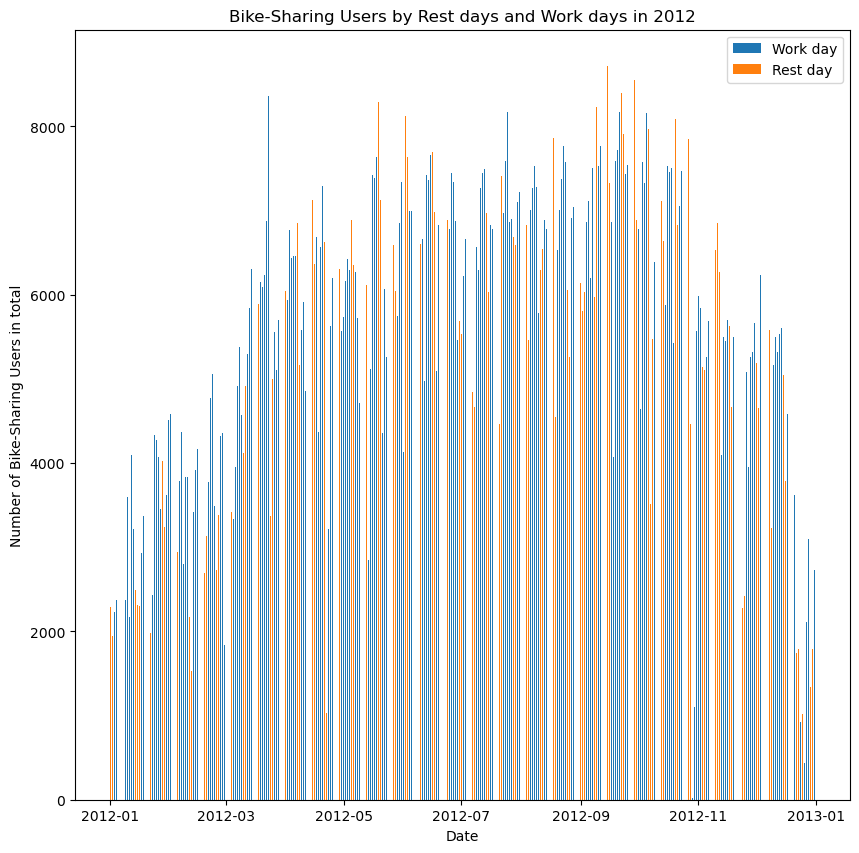 Bike-Sharing Users by Rest days and Work days in 2012
Work day
Rest day
Number of Bike-Sharing Users in total
8000
6000
4000
2000
0
2012-01
2012-03
2012-05
2012-07
2012-09
2012-11
2013-01
Date